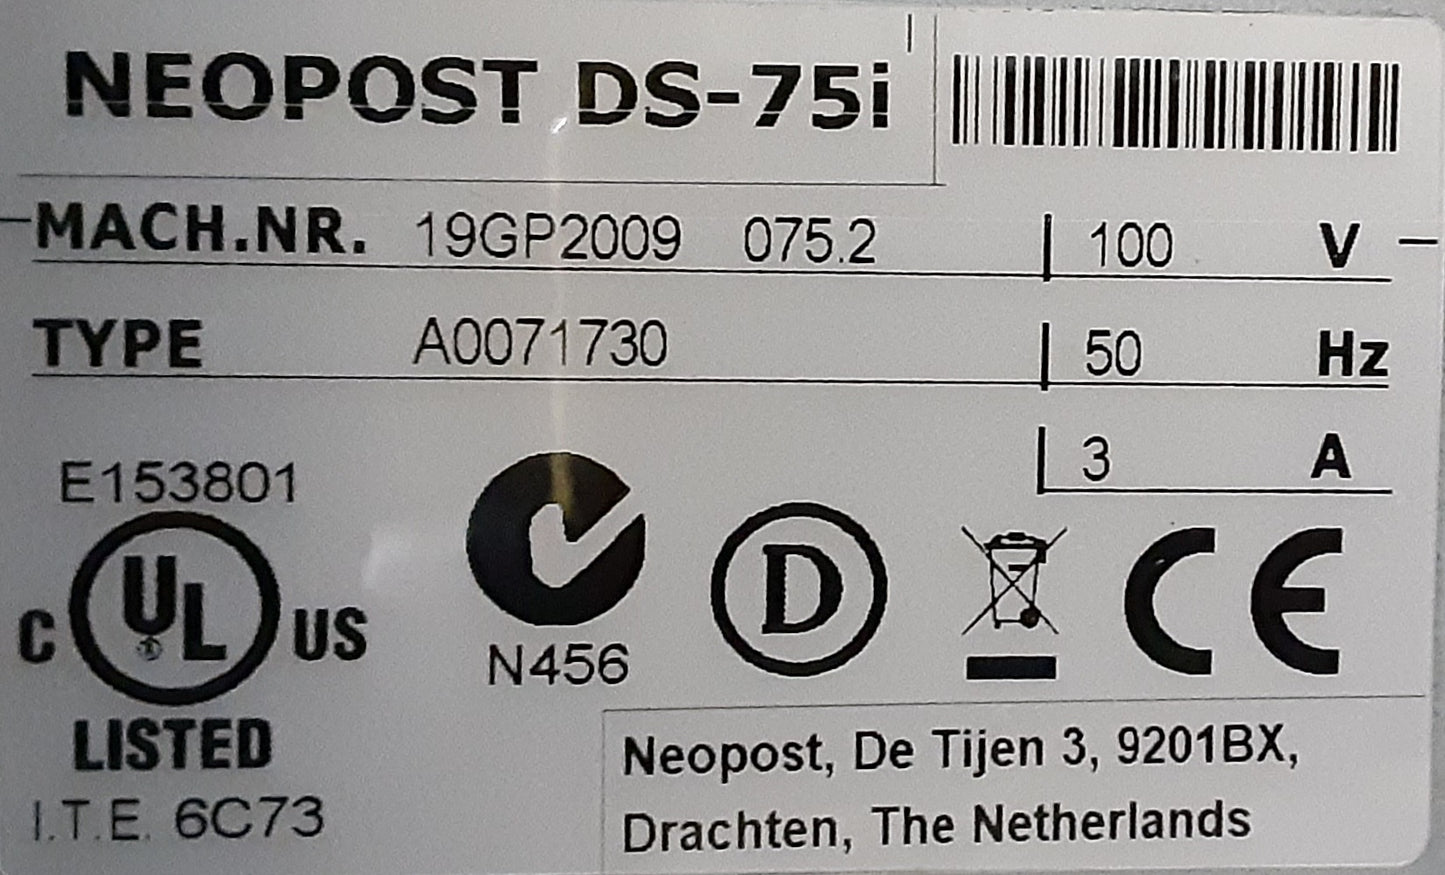 NEOPOST DS-75i
MACH.NR. 19GP2009 075.2 100 V
TYPE A0071730 50 Hz
3 A
E153801
C UL US
LISTED
I.T.E. 6C73
N456
D
CE
Neopost, De Tijen 3, 9201BX,
Drachten, The Netherlands